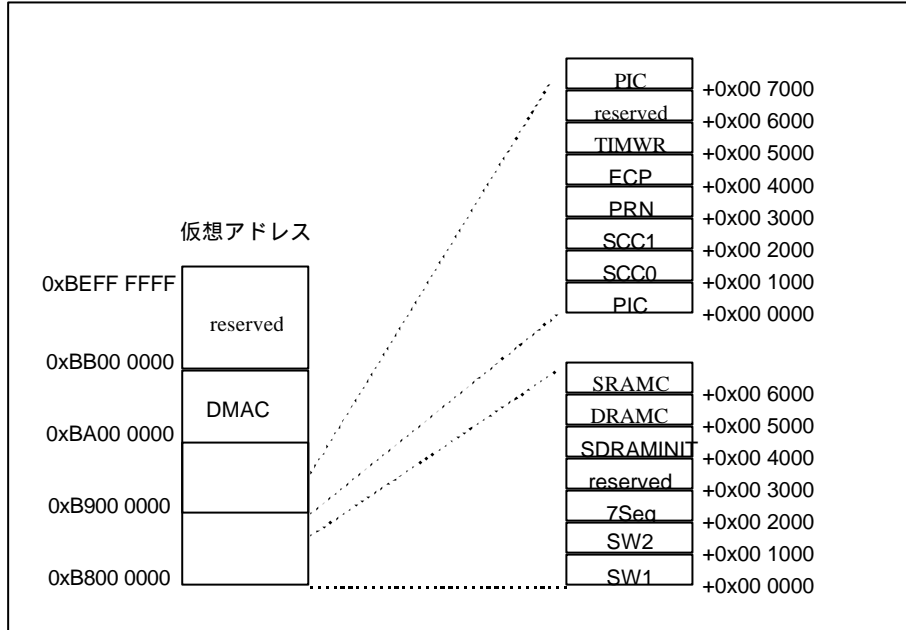 仮想アドレス
0xBEFF FFFF
reserved
0xBB00 0000
DMAC
0xBA00 0000
0xB900 0000
0xB800 0000
PIC
+0x00 7000
reserved
+0x00 6000
TIMWR
+0x00 5000
ECP
+0x00 4000
PRN
+0x00 3000
SCC1
+0x00 2000
SCC0
+0x00 1000
PIC
+0x00 0000
SRAMC
+0x00 6000
DRAMC
+0x00 5000
SDRAMINIT
+0x00 4000
reserved
+0x00 3000
7Seg
+0x00 2000
SW2
+0x00 1000
SW1
+0x00 0000